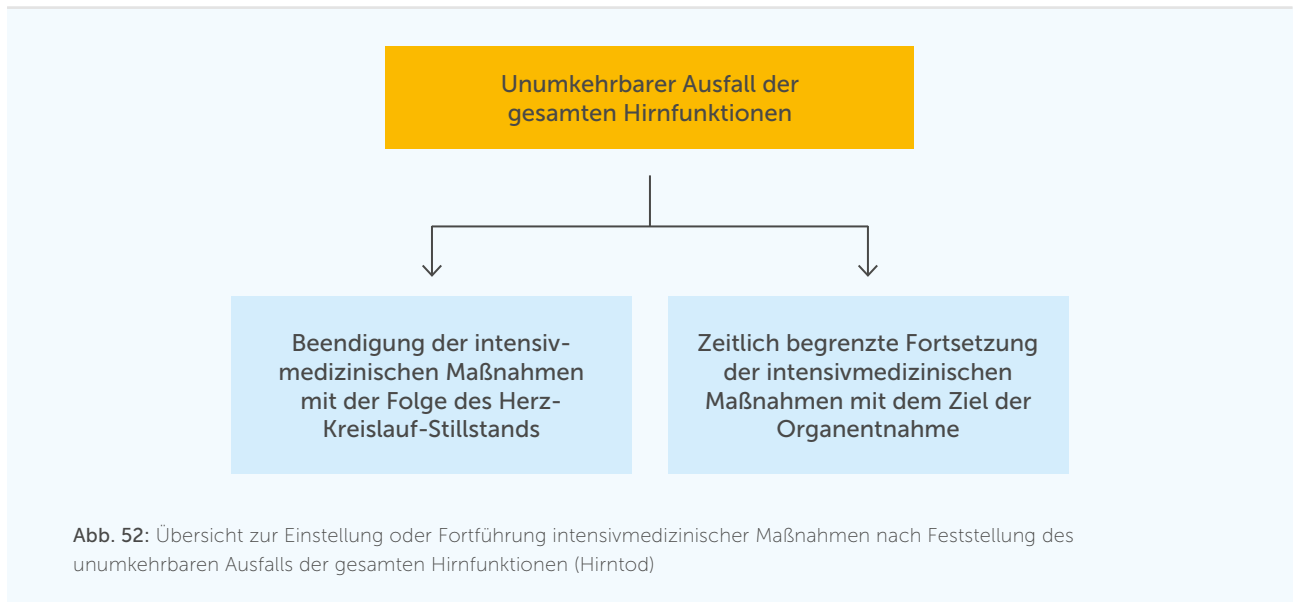 Unumkehrbarer Ausfall der
gesamten Hirnfunktionen
Beendigung der intensiv-
medizinischen Maßnahmen
mit der Folge des Herz-
Kreislauf-Stillstands
Zeitlich begrenzte Fortsetzung
der intensivmedizinischen
Maßnahmen mit dem Ziel der
Organentnahme
Abb. 52: Übersicht zur Einstellung oder Fortführung intensivmedizinischer Maßnahmen nach Feststellung des
unumkehrbaren Ausfalls der gesamten Hirnfunktionen (Hirntod)